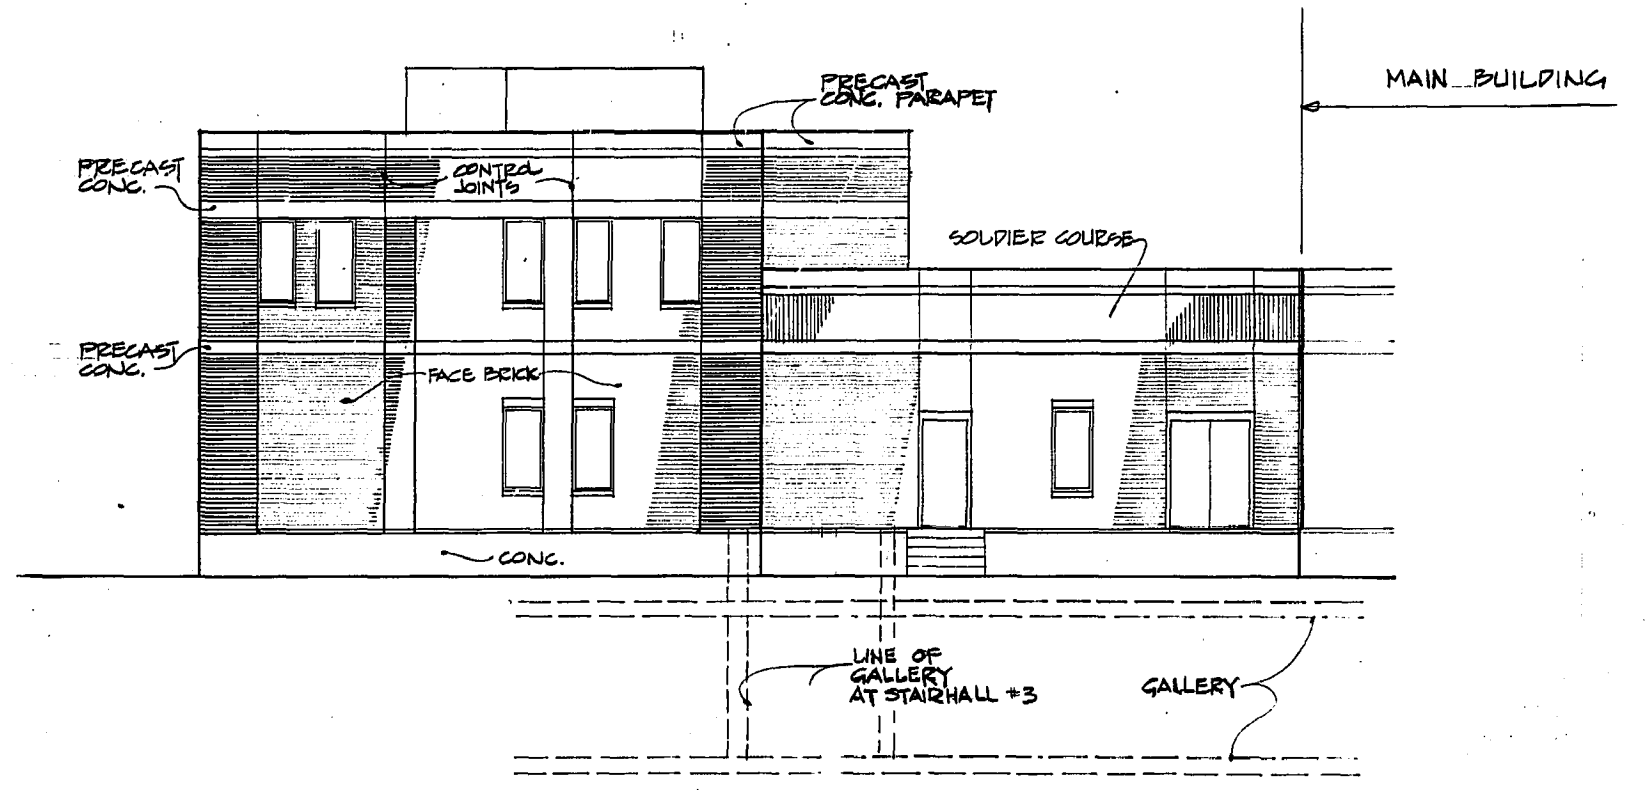 PRECAST
CONC. PARAPET
MAIN BUILDING
PRECAST
CONC.
CONTROL
JOINTS
SOLDIER COURSE
PRECAST
CONC.
FACE BRICK
CONC.
LINE OF
GALLERY
AT STAIRHALL #3
GALLERY